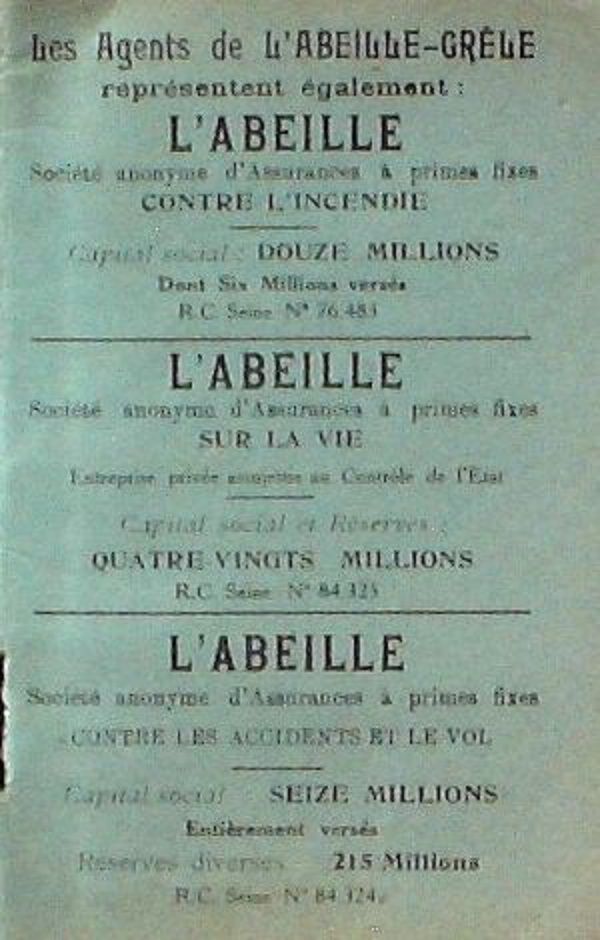 Les Agents de L'ABEILLE-GRÊLE
représentent également :
L'ABEILLE
Société anonyme d'Assurances à primes fixes
CONTRE L'INCENDIE
Capital social : DOUZE MILLIONS
Dont Six Millions versés
R.C. Seine N° 76.483
L'ABEILLE
Société anonyme d'Assurances à primes fixes
SUR LA VIE
Entreprise privée assujettie au Contrôle de l'Etat
Capital social et Réserves :
QUATRE VINGTS MILLIONS
R.C. Seine N° 84.325
L'ABEILLE
Société anonyme d'Assurances à primes fixes
CONTRE LES ACCIDENTS ET LE VOL
Capital social SEIZE MILLIONS
Entièrement versés
Réserves diverses 215 Millions
R.C. Seine N° 84.324